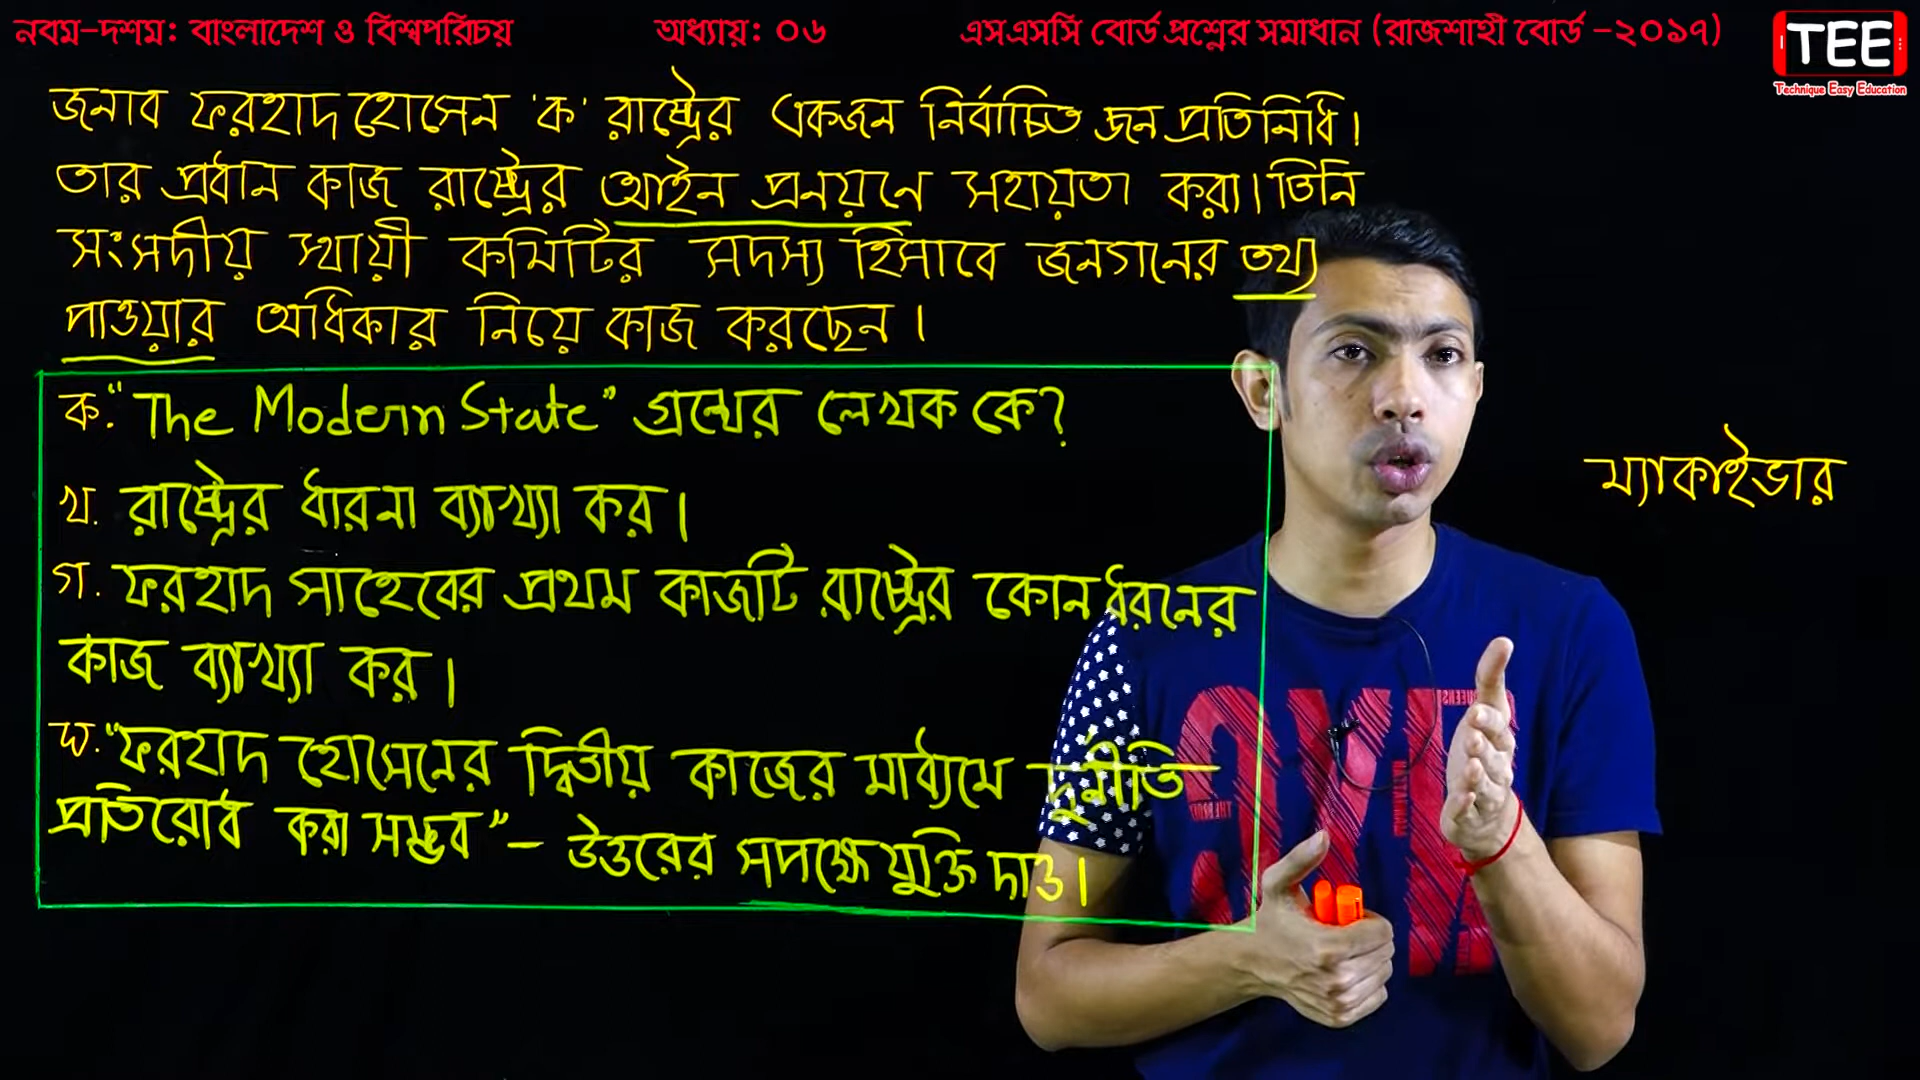 নবম-দশম: বাংলাদেশ ও বিশ্বপরিচয় অধ্যায়: ০৬ এসএসসি বোর্ড প্রশ্নের সমাধান (রাজশাহী বোর্ড -২০১৭)
TEE
Technique Easy Education
জনাব ফরহাদ হোসেন 'ক' রাষ্ট্রের একজন নির্বাচিত জন প্রতিনিধি।
তার প্রধান কাজ রাষ্ট্রের আইন প্রনয়নে সহায়তা করা। তিনি
সংসদীয় স্থায়ী কমিটির সদস্য হিসাবে জনগনের তথ্য
পাওয়ার অধিকার নিয়ে কাজ করছেন।
ক. "The Modern State" গ্রন্থের লেখক কে?
ম্যাকাইভার
খ. রাষ্ট্রের ধারনা ব্যাখ্যা কর।
গ. ফরহাদ সাহেবের প্রথম কাজটি রাষ্ট্রের কোন ধরনের
কাজ ব্যাখ্যা কর।
ঘ. "ফরহাদ হোসেনের দ্বিতীয় কাজের মাধ্যমে দুর্নীতি
প্রতিরোধ করা সম্ভব" - উত্তরের সপক্ষে যুক্তি দাও।